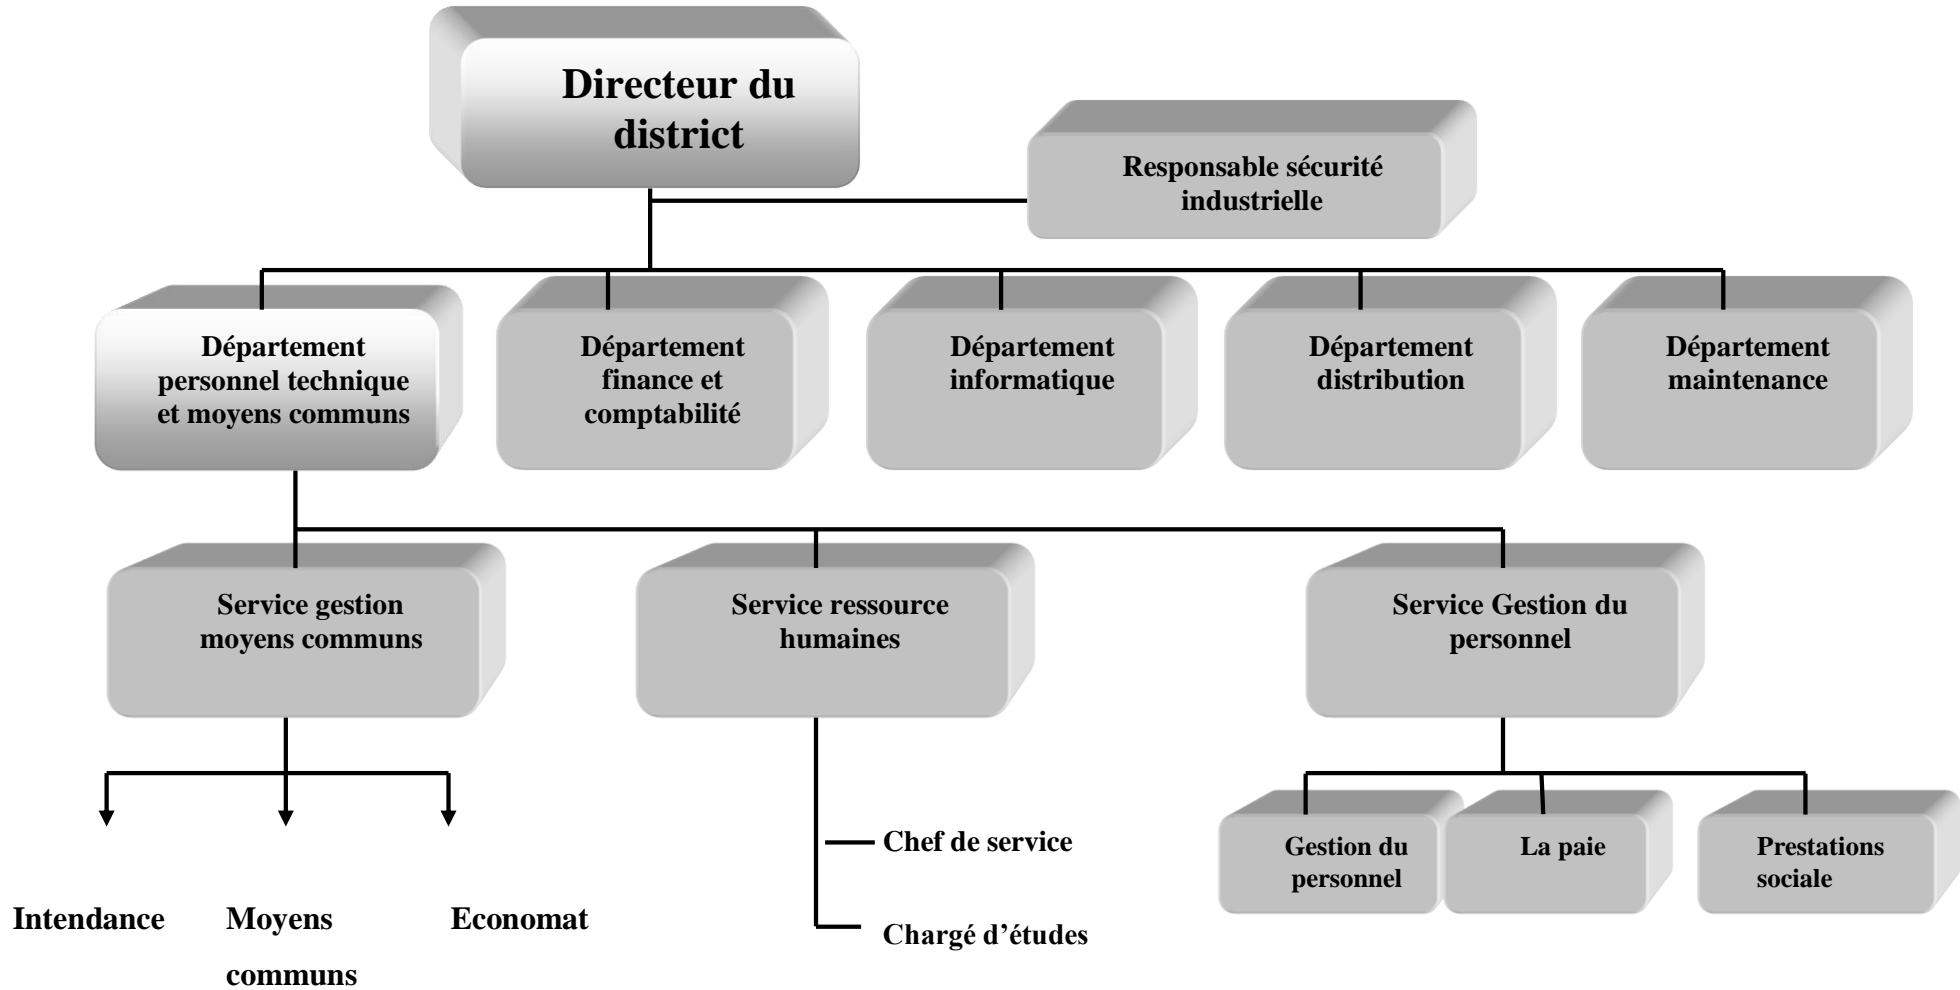 Directeur du
district
Responsable sécurité
industrielle
Département
personnel technique
et moyens communs
Département
finance et
comptabilité
Département
informatique
Département
distribution
Département
maintenance
Service gestion
moyens communs
Service ressource
humaines
Service Gestion du
personnel
Intendance
Moyens
communs
Economat
Chef de service
Chargé d’études
Gestion du
personnel
La paie
Prestations
sociale